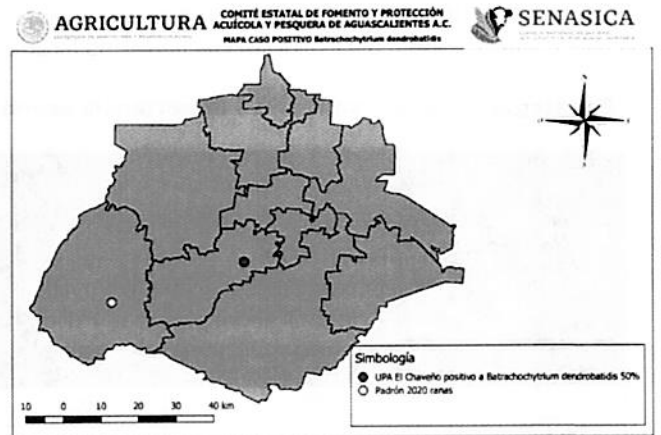 AGRICULTURA
COMITÉ ESTATAL DE FOMENTO Y PROTECCIÓN
ACUÍCOLA Y PESQUERA DE AGUASCALIENTES A.C.
MAPA CASO POSITIVO Batrachochytrium dendrobatidis
SENASICA
Simbología
UPA El Chaveño positivo a Batrachochytrium dendrobatidis 50%
Padrón 2020 ranas
10 0 10 20 30 40 km